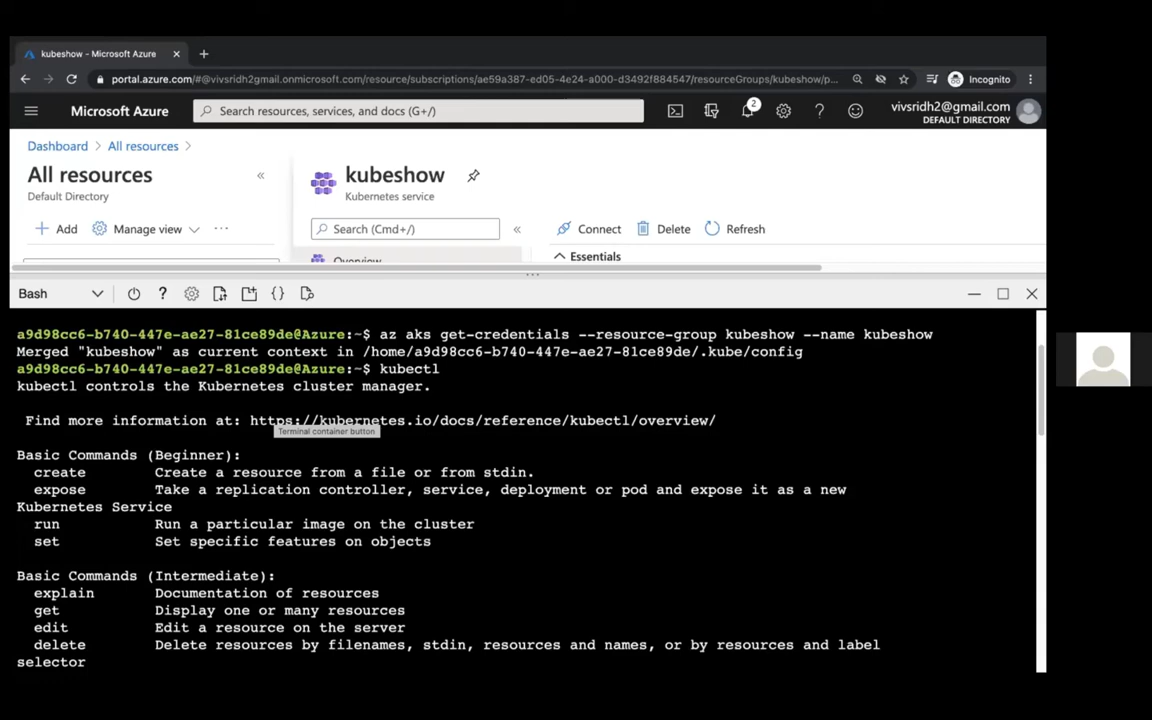 kubeshow - Microsoft Azure
portal.azure.com/#@vivsridh2gmail.onmicrosoft.com/resource/subscriptions/ae59a387-ed05-4e24-a000-d3492f884547/resourceGroups/kubeshow/p...
Incognito
Microsoft Azure
Search resources, services, and docs (G+/)
2
vivsridh2@gmail.com
DEFAULT DIRECTORY
Dashboard > All resources >
All resources
Default Directory
Add
Manage view
...
kubeshow
Kubernetes service
Search (Cmd+/)
Connect
Delete
Refresh
Overview
Essentials
Bash
a9d98cc6-b740-447e-ae27-81ce89de@Azure:~$ az aks get-credentials --resource-group kubeshow --name kubeshow
Merged "kubeshow" as current context in /home/a9d98cc6-b740-447e-ae27-81ce89de/.kube/config
a9d98cc6-b740-447e-ae27-81ce89de@Azure:~$ kubectl
kubectl controls the Kubernetes cluster manager.
Find more information at: https://kubernetes.io/docs/reference/kubectl/overview/
Terminal container button
Basic Commands (Beginner):
create Create a resource from a file or from stdin.
expose Take a replication controller, service, deployment or pod and expose it as a new
Kubernetes Service
run Run a particular image on the cluster
set Set specific features on objects
Basic Commands (Intermediate):
explain Documentation of resources
get Display one or many resources
edit Edit a resource on the server
delete Delete resources by filenames, stdin, resources and names, or by resources and label
selector